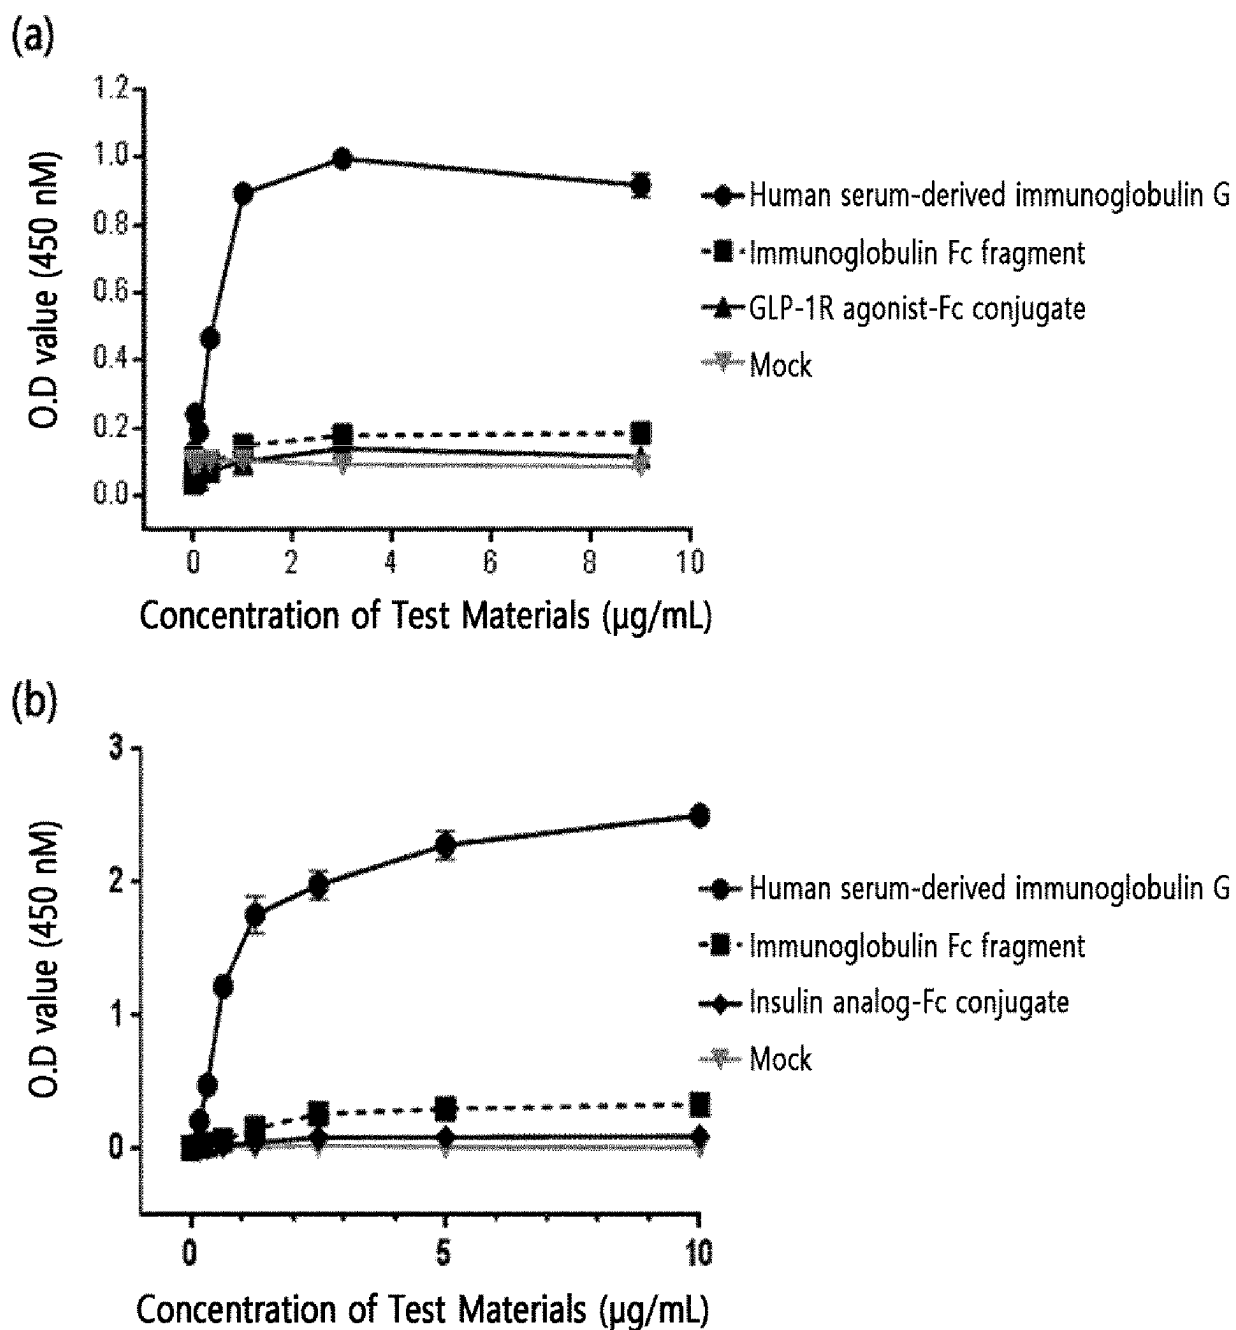 (a)
O.D value (450 nM)
1.2
1.0
0.8
0.6
0.4
0.2
0.0
0 2 4 6 8 10
Concentration of Test Materials (µg/mL)
Human serum-derived immunoglobulin G
Immunoglobulin Fc fragment
GLP-1R agonist-Fc conjugate
Mock
(b)
O.D value (450 nM)
3
2
1
0
0 5 10
Concentration of Test Materials (µg/mL)
Human serum-derived immunoglobulin G
Immunoglobulin Fc fragment
Insulin analog-Fc conjugate
Mock